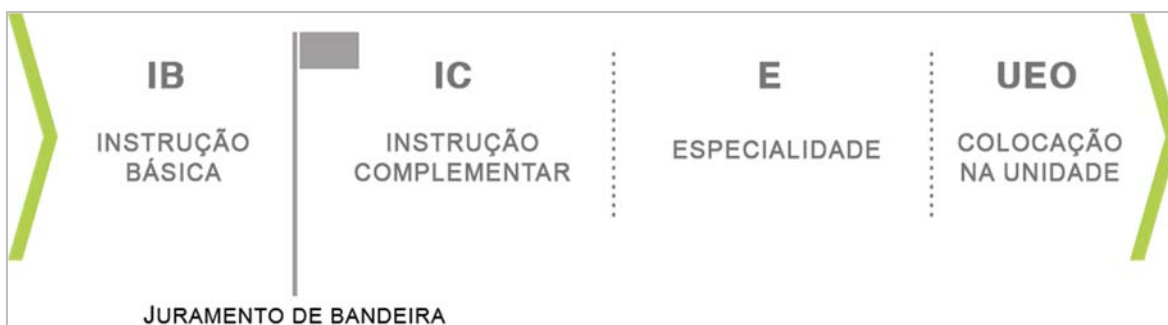 IB
INSTRUÇÃO
BÁSICA
IC
INSTRUÇÃO
COMPLEMENTAR
E
ESPECIALIDADE
UEO
COLOCAÇÃO
NA UNIDADE
JURAMENTO DE BANDEIRA